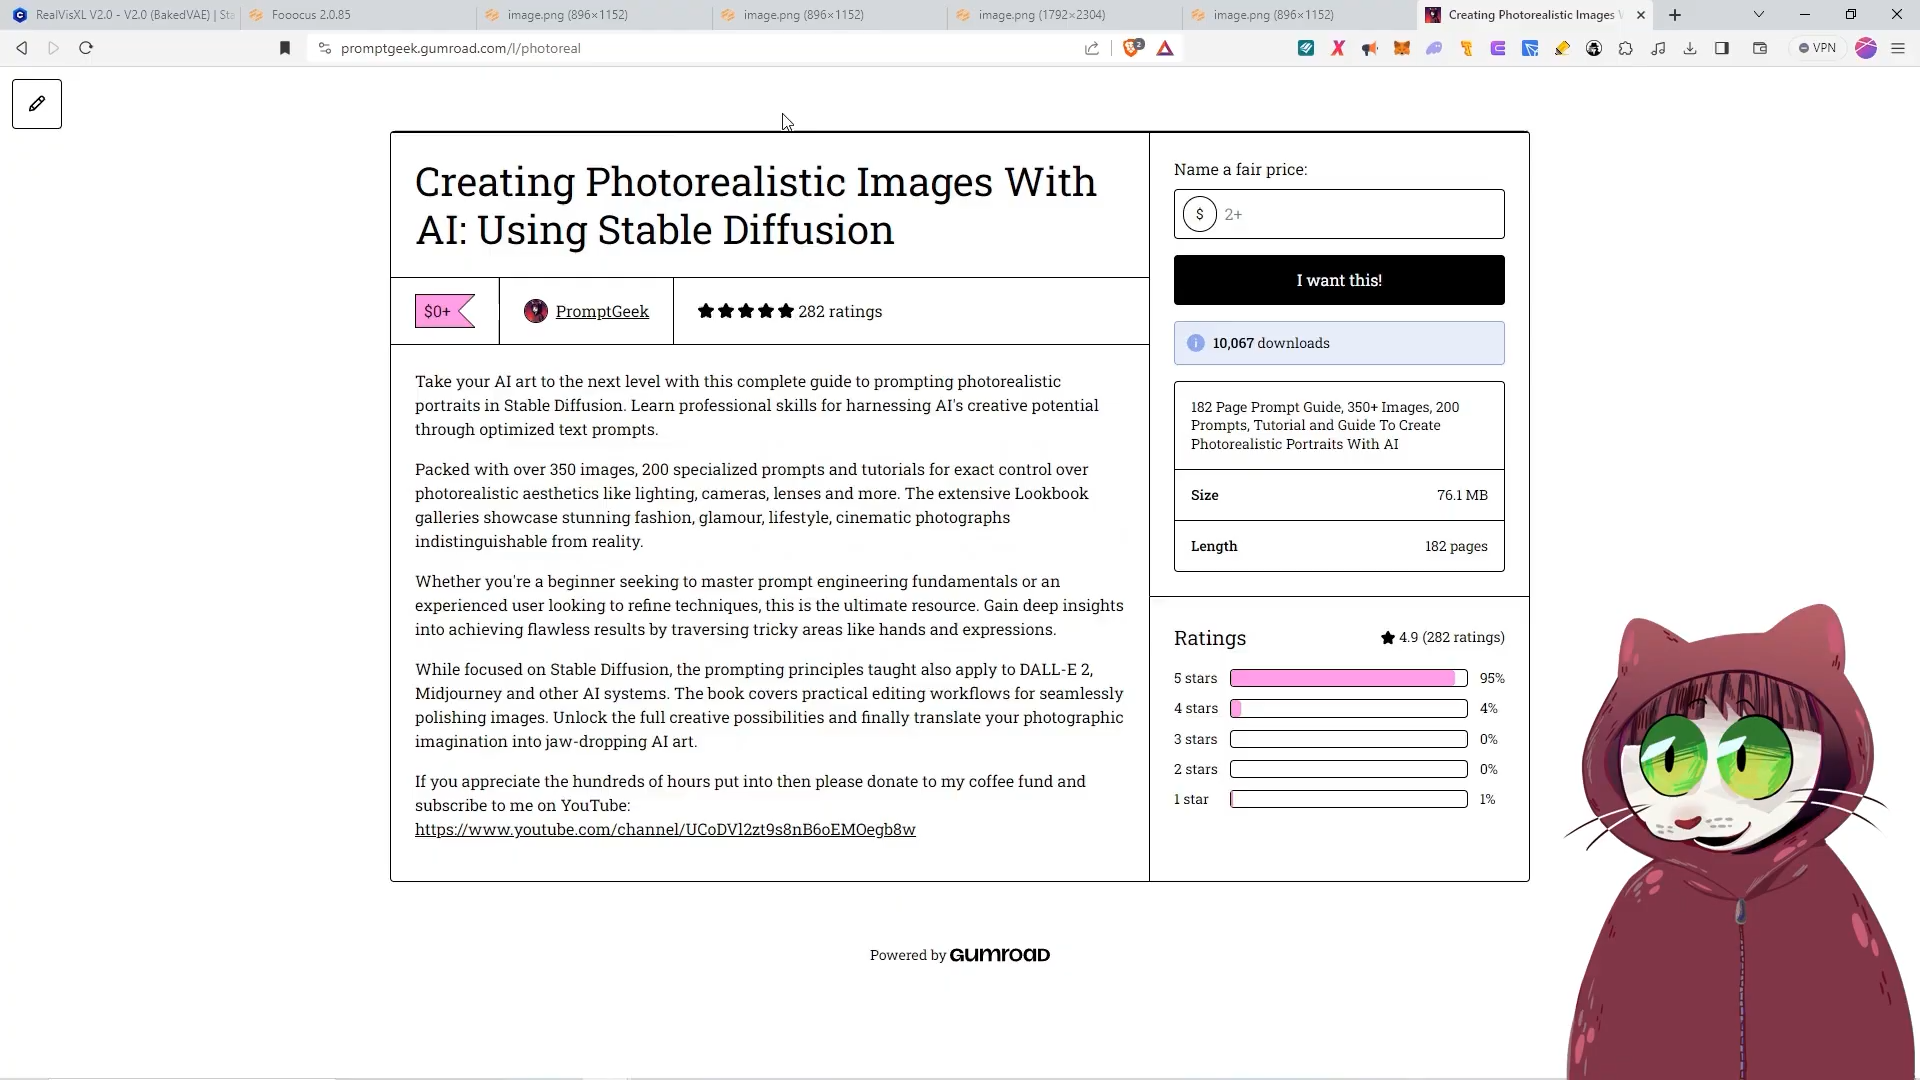 RealVisXL V2.0 - V2.0 (BakedVAE) | Sta
Fooocus 2.0.85
image.png (896×1152)
image.png (896×1152)
image.png (1792×2304)
image.png (896×1152)
Creating Photorealistic Images W
promptgeek.gumroad.com/l/photoreal
2
VPN
Creating Photorealistic Images With
AI: Using Stable Diffusion
$0+
PromptGeek
282 ratings
Take your AI art to the next level with this complete guide to prompting photorealistic
portraits in Stable Diffusion. Learn professional skills for harnessing AI's creative potential
through optimized text prompts.
Packed with over 350 images, 200 specialized prompts and tutorials for exact control over
photorealistic aesthetics like lighting, cameras, lenses and more. The extensive Lookbook
galleries showcase stunning fashion, glamour, lifestyle, cinematic photographs
indistinguishable from reality.
Whether you're a beginner seeking to master prompt engineering fundamentals or an
experienced user looking to refine techniques, this is the ultimate resource. Gain deep insights
into achieving flawless results by traversing tricky areas like hands and expressions.
While focused on Stable Diffusion, the prompting principles taught also apply to DALL-E 2,
Midjourney and other AI systems. The book covers practical editing workflows for seamlessly
polishing images. Unlock the full creative possibilities and finally translate your photographic
imagination into jaw-dropping AI art.
If you appreciate the hundreds of hours put into then please donate to my coffee fund and
subscribe to me on YouTube:
https://www.youtube.com/channel/UCoDVl2zt9s8nB6oEMOegb8w
Name a fair price:
$ 2+
I want this!
10,067 downloads
182 Page Prompt Guide, 350+ Images, 200
Prompts, Tutorial and Guide To Create
Photorealistic Portraits With AI
Size 76.1 MB
Length 182 pages
Ratings 4.9 (282 ratings)
5 stars 95%
4 stars 4%
3 stars 0%
2 stars 0%
1 star 1%
Powered by GUMROAD